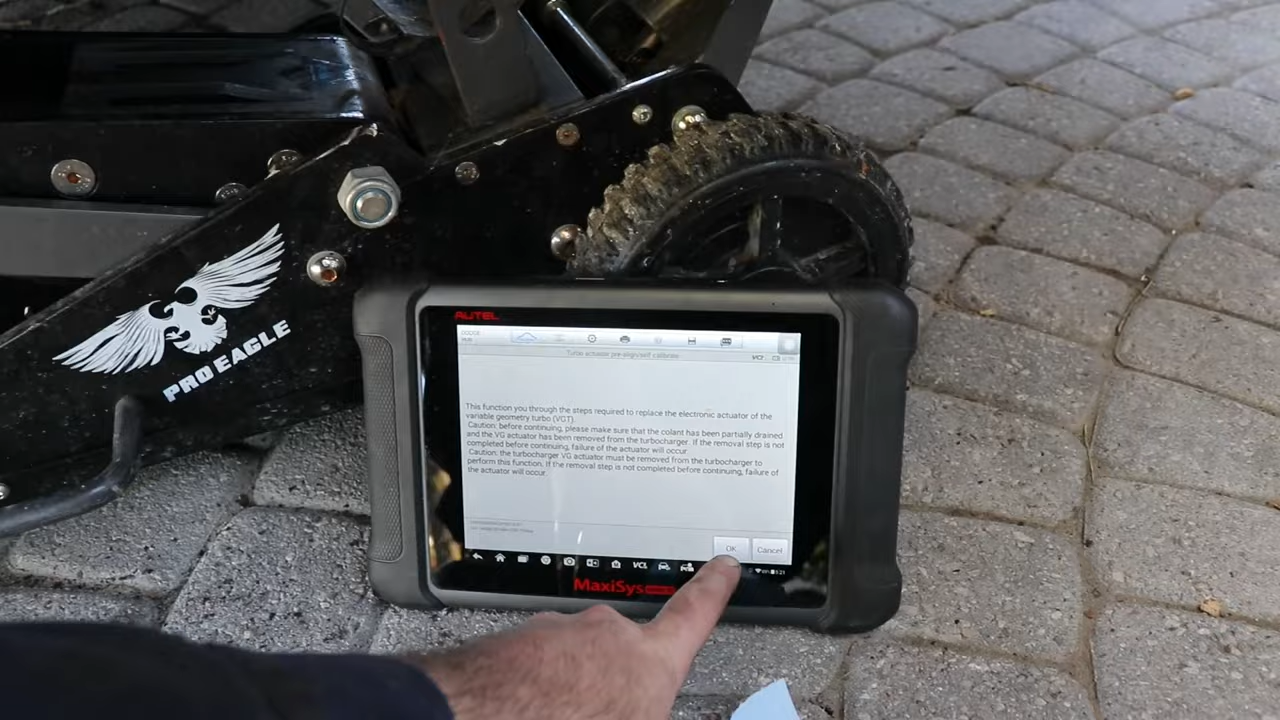 PRO EAGLE
AUTEL
DODGE
Turbo actuator pre-align/self calibrate
VCI
This function you through the steps required to replace the electronic actuator of the
variable geometry turbo (VGT).
Caution: before continuing, please make sure that the colant has been partially drained
and the VG actuator has been removed from the turbocharger. If the removal step is not
completed before continuing, failure of the actuator will occur.
Caution: the turbocharger VG actuator must be removed from the turbocharger to
perform this function. If the removal step is not completed before continuing, failure of
the actuator will occur.
OK Cancel
VCI
5:21
MaxiSys